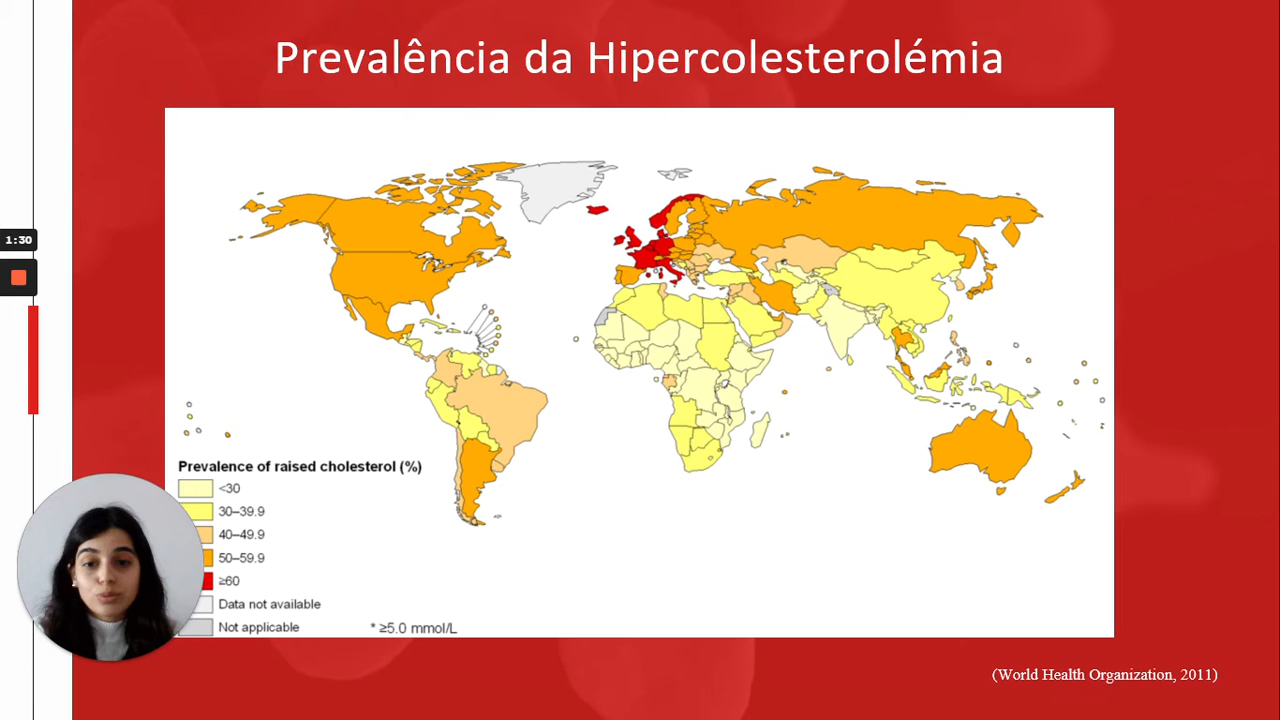 Prevalência da Hipercolesterolémia
1:30
Prevalence of raised cholesterol (%)
<30
30–39.9
40–49.9
50–59.9
≥60
Data not available
Not applicable
* ≥5.0 mmol/L
(World Health Organization, 2011)